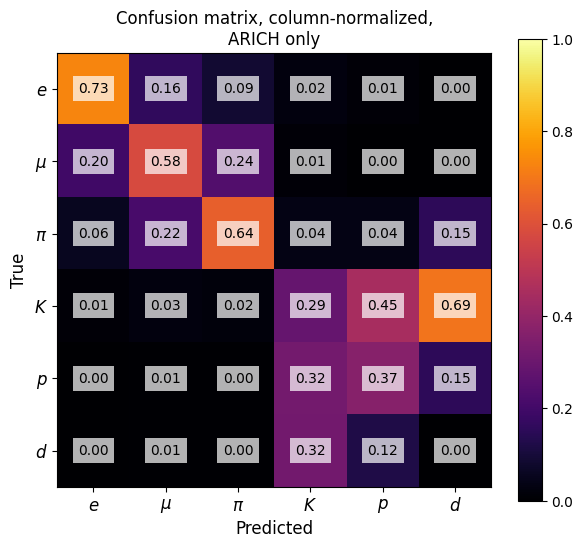 Confusion matrix, column-normalized,
ARICH only
True
e 0.73 0.16 0.09 0.02 0.01 0.00
μ 0.20 0.58 0.24 0.01 0.00 0.00
π 0.06 0.22 0.64 0.04 0.04 0.15
K 0.01 0.03 0.02 0.29 0.45 0.69
p 0.00 0.01 0.00 0.32 0.37 0.15
d 0.00 0.01 0.00 0.32 0.12 0.00
e μ π K p d
Predicted
1.0
0.8
0.6
0.4
0.2
0.0